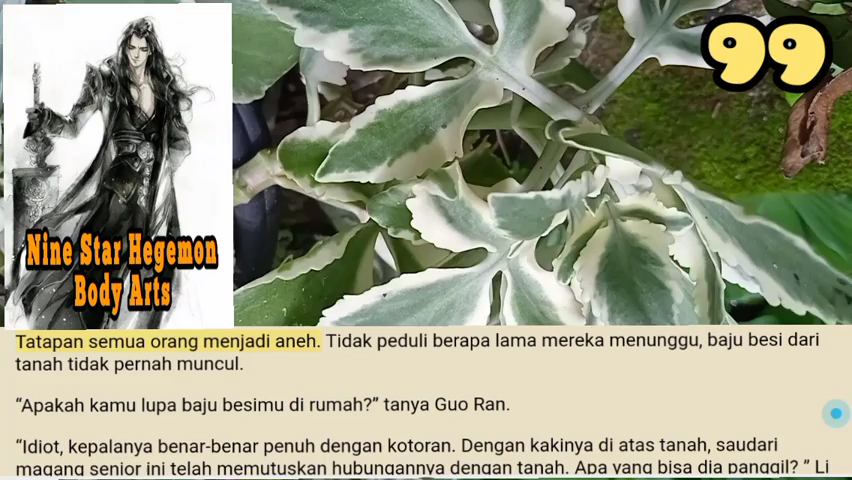 99
Nine Star Hegemon
Body Arts
Tatapan semua orang menjadi aneh. Tidak peduli berapa lama mereka menunggu, baju besi dari
tanah tidak pernah muncul.
“Apakah kamu lupa baju besimu di rumah?” tanya Guo Ran.
“Idiot, kepalanya benar-benar penuh dengan kotoran. Dengan kakinya di atas tanah, saudari
magang senior ini telah memutuskan hubungannya dengan tanah. Apa yang bisa dia panggil? ” Li